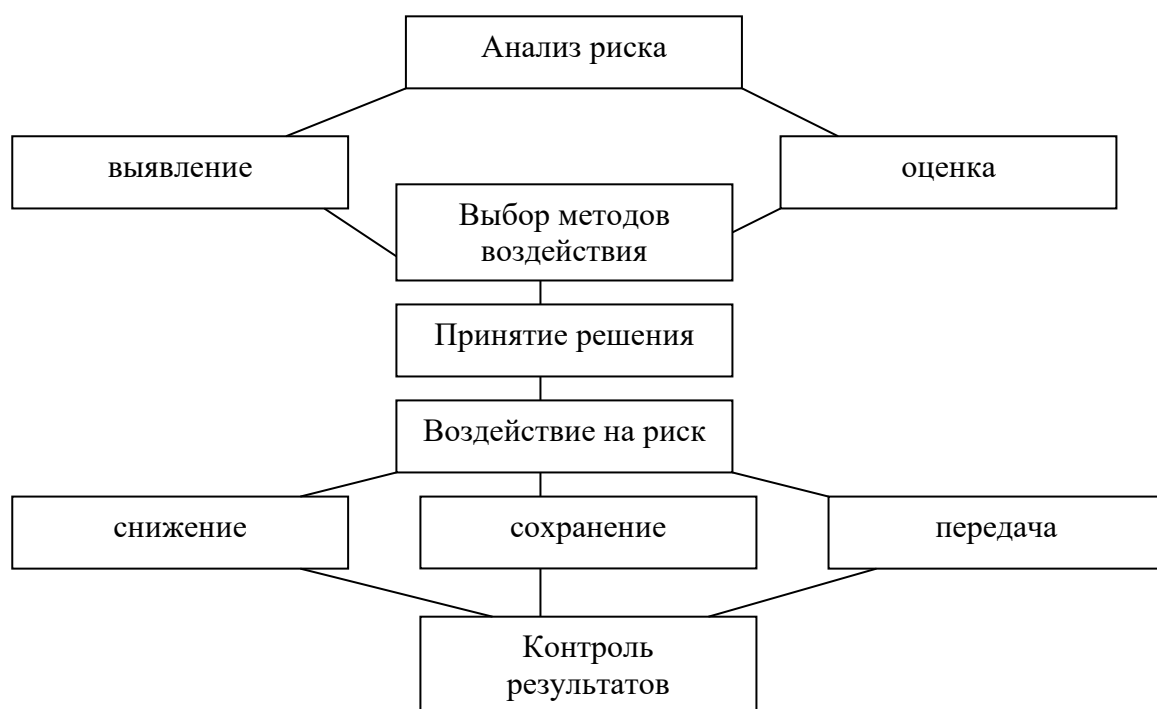 Анализ риска
выявление
оценка
Выбор методов
воздействия
Принятие решения
Воздействие на риск
снижение
сохранение
передача
Контроль
результатов